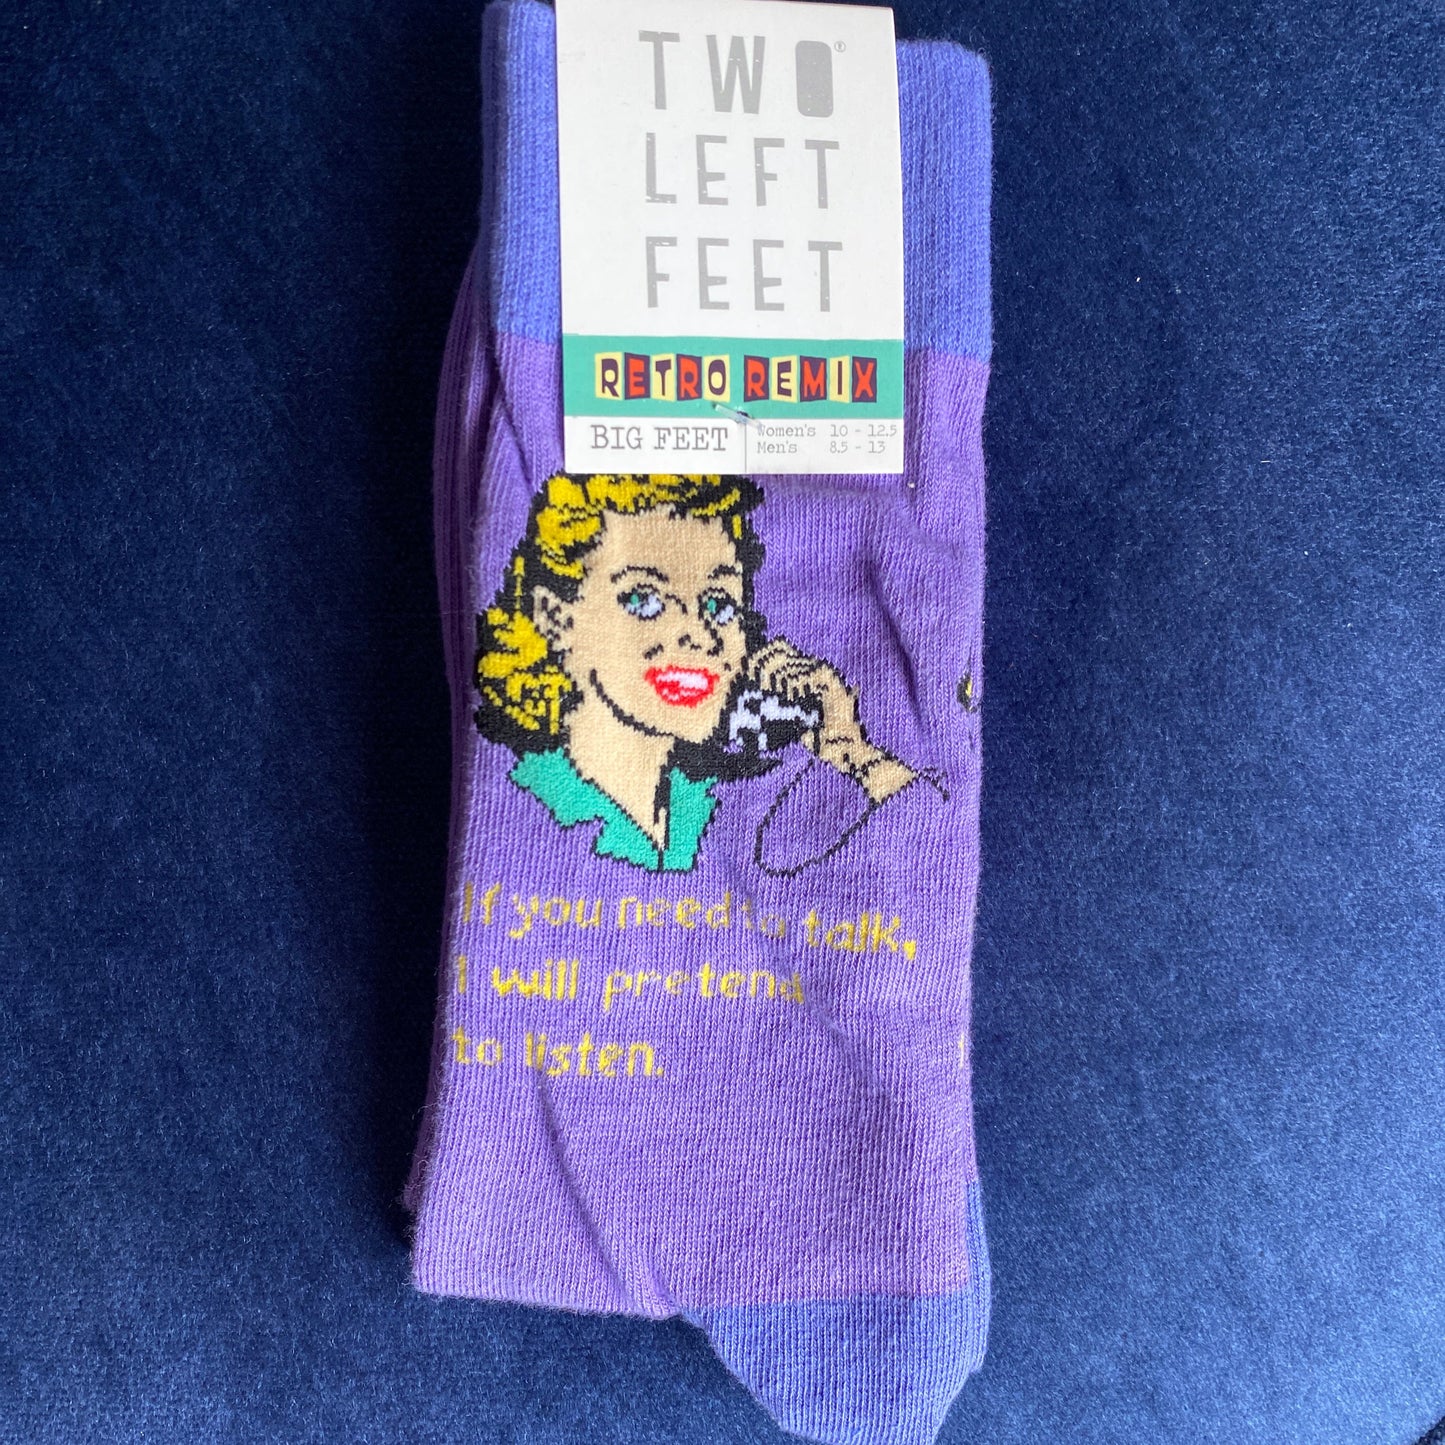 TWO®
LEFT
FEET
RETRO REMIX
BIG FEET
Women's 10 - 12.5
Men's 8.5 - 13
If you need to talk,
I will pretend
to listen.